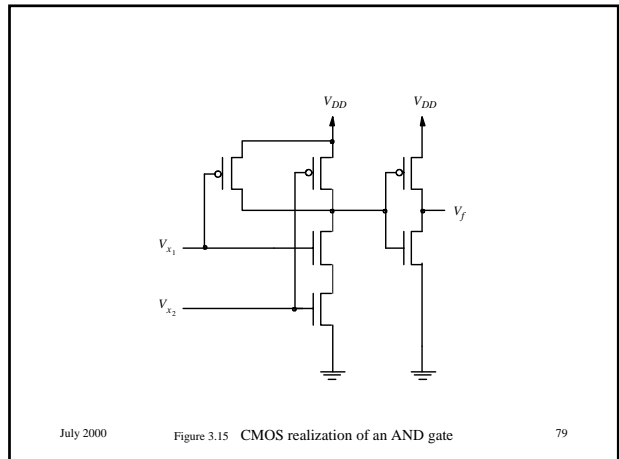 V_DD V_DD
V_f
V_x1
V_x2
July 2000 Figure 3.15 CMOS realization of an AND gate 79